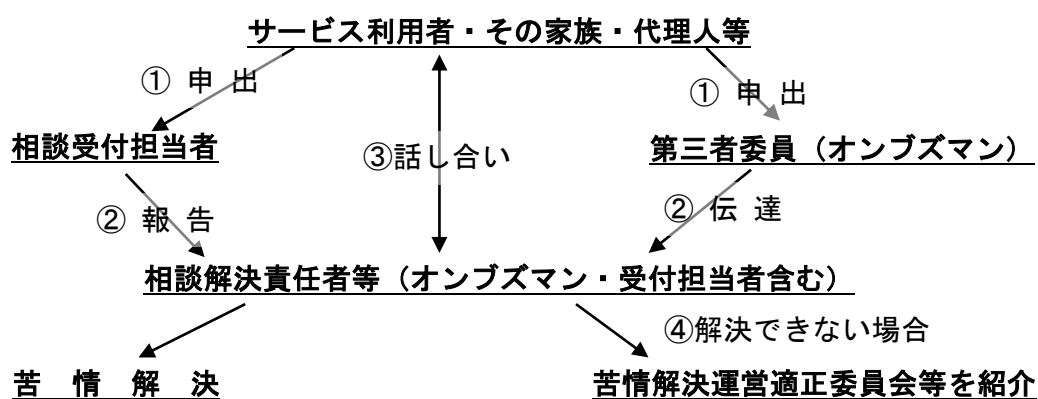 サービス利用者・その家族・代理人等
① 申 出
① 申 出
相談受付担当者
③話し合い
第三者委員（オンブズマン）
② 報 告
② 伝 達
相談解決責任者等（オンブズマン・受付担当者含む）
④解決できない場合
苦 情 解 決
苦情解決運営適正委員会等を紹介